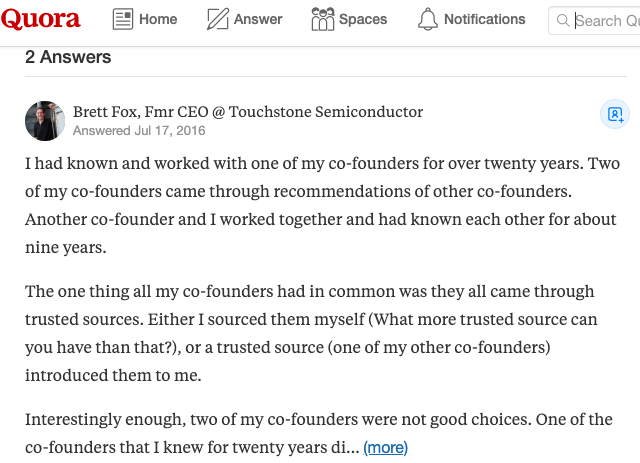 Quora Home Answer Spaces Notifications Search Qu
2 Answers
Brett Fox, Fmr CEO @ Touchstone Semiconductor
Answered Jul 17, 2016
I had known and worked with one of my co-founders for over twenty years. Two
of my co-founders came through recommendations of other co-founders.
Another co-founder and I worked together and had known each other for about
nine years.
The one thing all my co-founders had in common was they all came through
trusted sources. Either I sourced them myself (What more trusted source can
you have than that?), or a trusted source (one of my other co-founders)
introduced them to me.
Interestingly enough, two of my co-founders were not good choices. One of the
co-founders that I knew for twenty years di... (more)